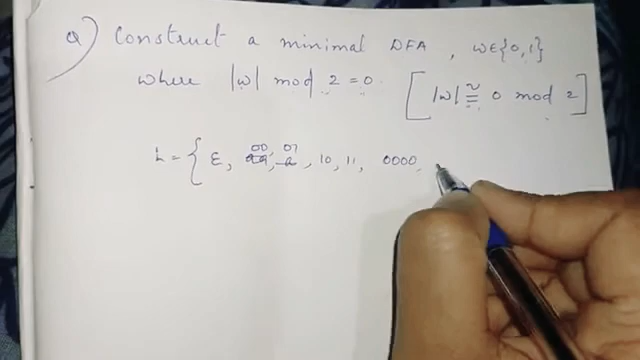 Q) Construct a minimal DFA, w∈{0,1}
where |w| mod 2 = 0. [|w| ≅ 0 mod 2]
L = { ε, 00, 01, 10, 11, 0000,